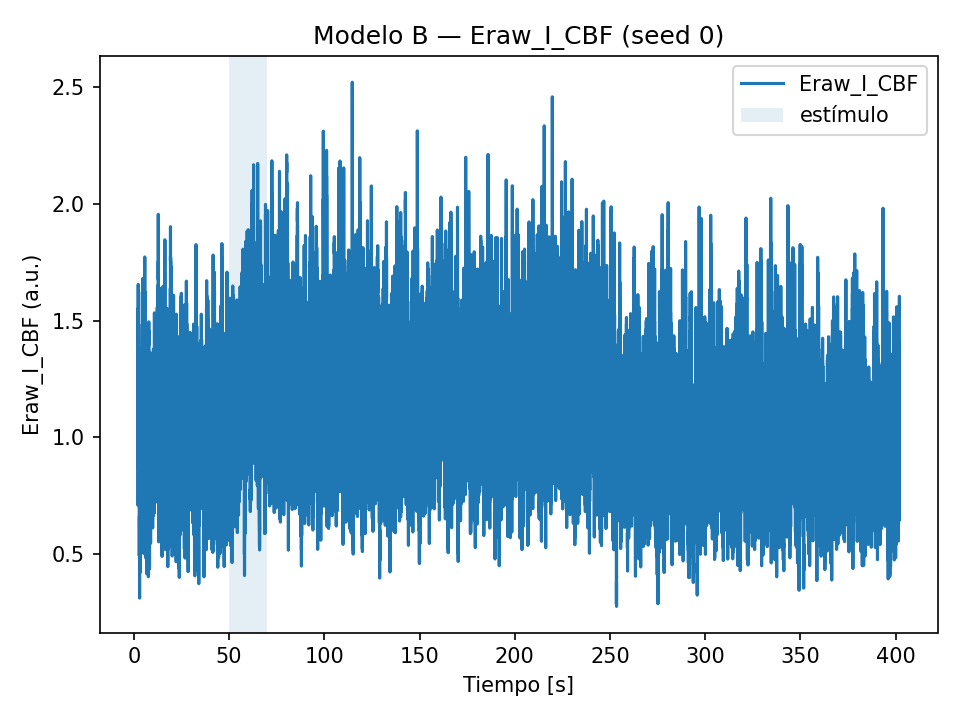 Modelo B — Eraw_I_CBF (seed 0)
Eraw_I_CBF
estímulo
Eraw_I_CBF (a.u.)
2.5
2.0
1.5
1.0
0.5
0 50 100 150 200 250 300 350 400
Tiempo [s]